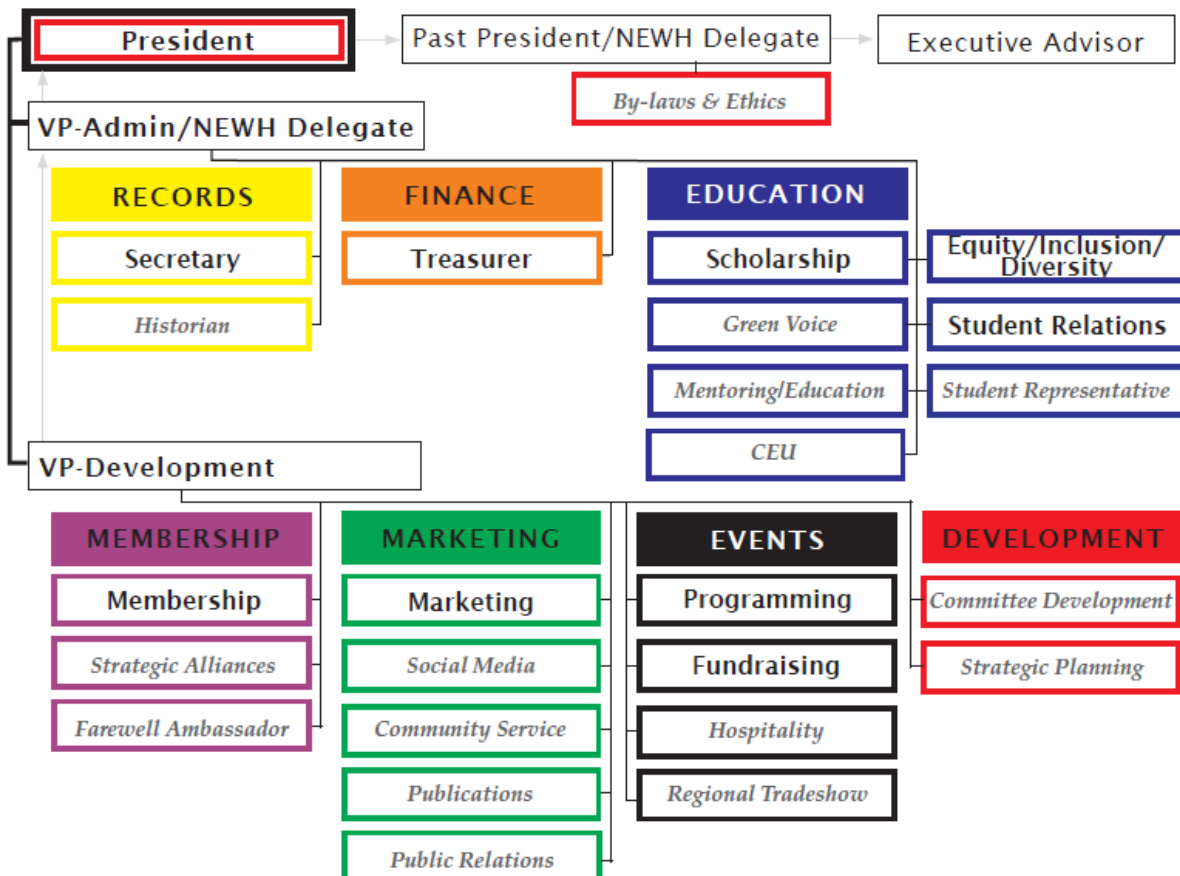 President
Past President/NEWH Delegate
Executive Advisor
By-laws & Ethics
VP-Admin/NEWH Delegate
RECORDS
FINANCE
EDUCATION
Secretary
Treasurer
Scholarship
Equity/Inclusion/
Diversity
Historian
Green Voice
Student Relations
Mentoring/Education
Student Representative
CEU
VP-Development
MEMBERSHIP
MARKETING
EVENTS
DEVELOPMENT
Membership
Marketing
Programming
Committee Development
Strategic Alliances
Social Media
Fundraising
Strategic Planning
Farewell Ambassador
Community Service
Hospitality
Publications
Regional Tradeshow
Public Relations